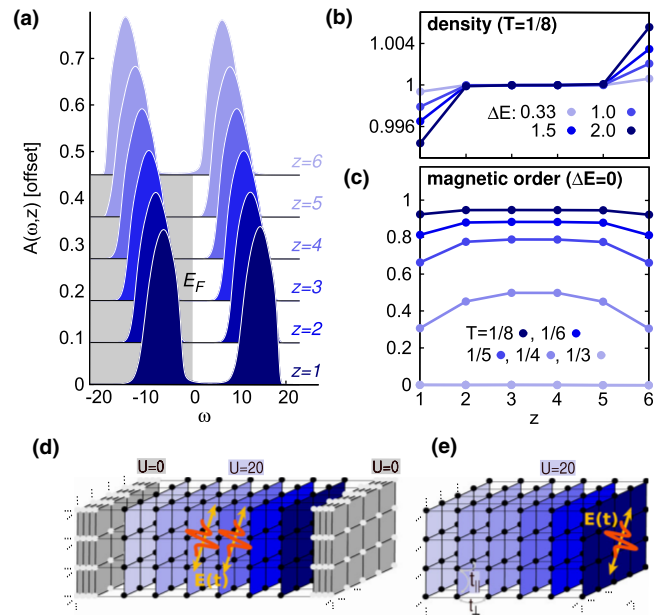 (a)
A(ω,z) [offset]
0.7
0.6
0.5
0.4
0.3
0.2
0.1
0
z=6
z=5
z=4
z=3
z=2
z=1
E_F
-20 -10 0 10 20
ω
(b) density (T=1/8)
1.004
1
0.996
ΔE: 0.33 1.0
1.5 2.0
(c) magnetic order (ΔE=0)
1
0.8
0.6
0.4
0.2
0
T=1/8 , 1/6
1/5 , 1/4 , 1/3
1 2 3 4 5 6
z
(d)
U=0 U=20 U=0
E(t)
(e)
U=20
E(t)
t_||
t_⊥